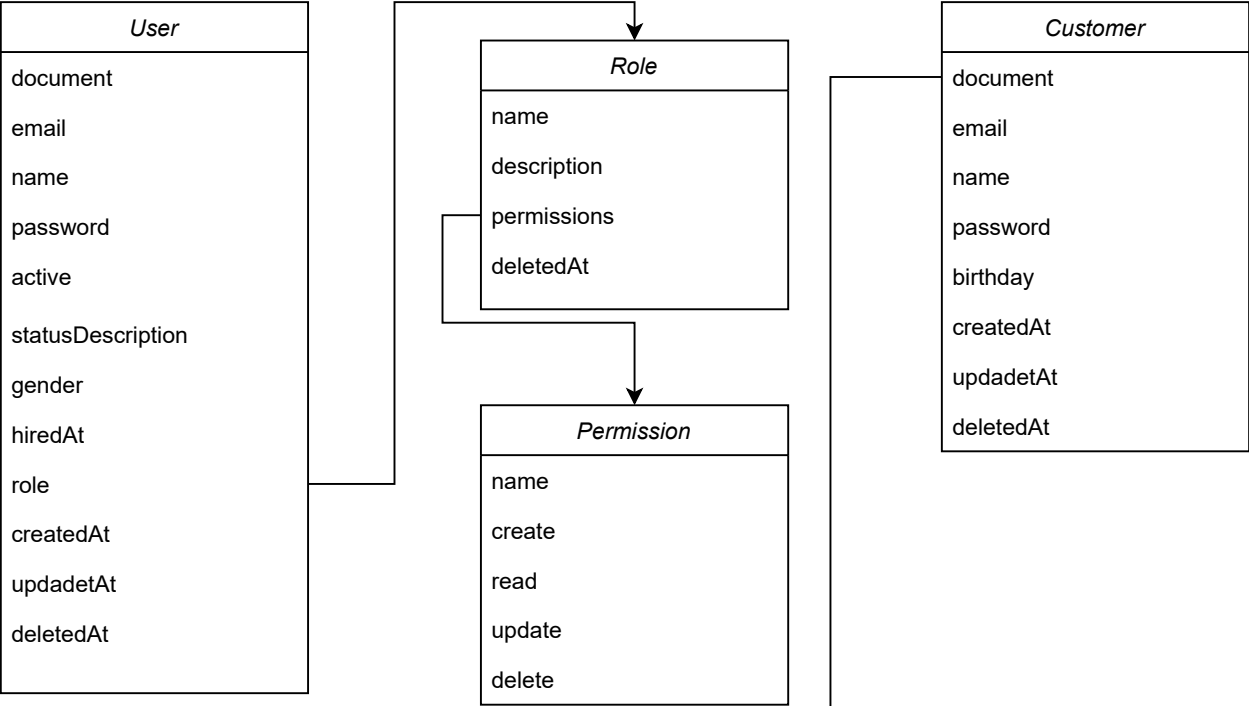 User
document
email
name
password
active
statusDescription
gender
hiredAt
role
createdAt
updadetAt
deletedAt
Role
name
description
permissions
deletedAt
Permission
name
create
read
update
delete
Customer
document
email
name
password
birthday
createdAt
updadetAt
deletedAt